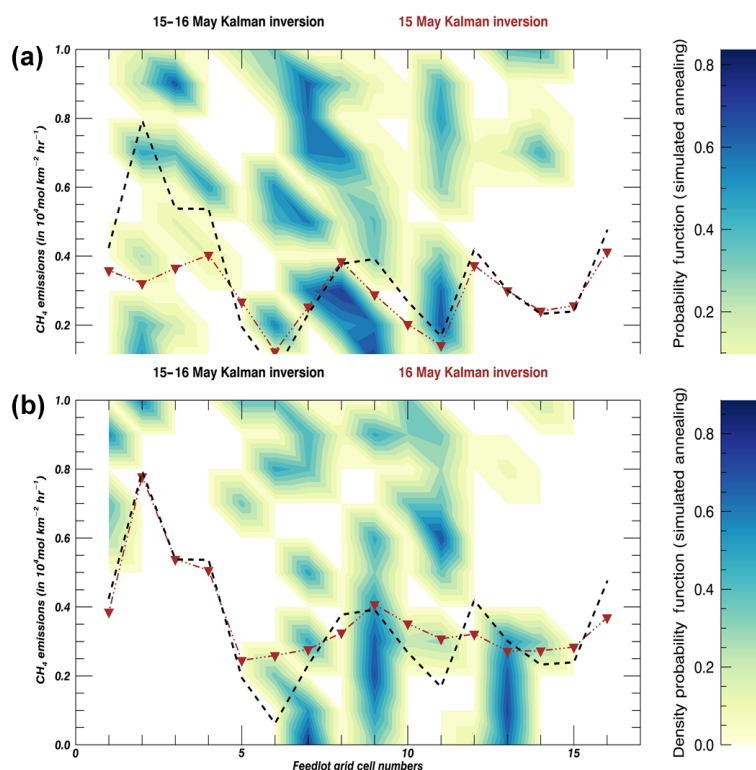 15–16 May Kalman inversion 15 May Kalman inversion
(a)
1.0
0.8
0.6
0.4
0.2
CH₄ emissions (in 10⁴mol km⁻² hr⁻¹)
0.8
0.6
0.4
0.2
Probability function (simulated annealing)
15–16 May Kalman inversion 16 May Kalman inversion
(b)
1.0
0.8
0.6
0.4
0.2
0.0
CH₄ emissions (in 10⁴mol km⁻² hr⁻¹)
0 5 10 15
Feedlot grid cell numbers
0.8
0.6
0.4
0.2
0.0
Density probability function (simulated annealing)